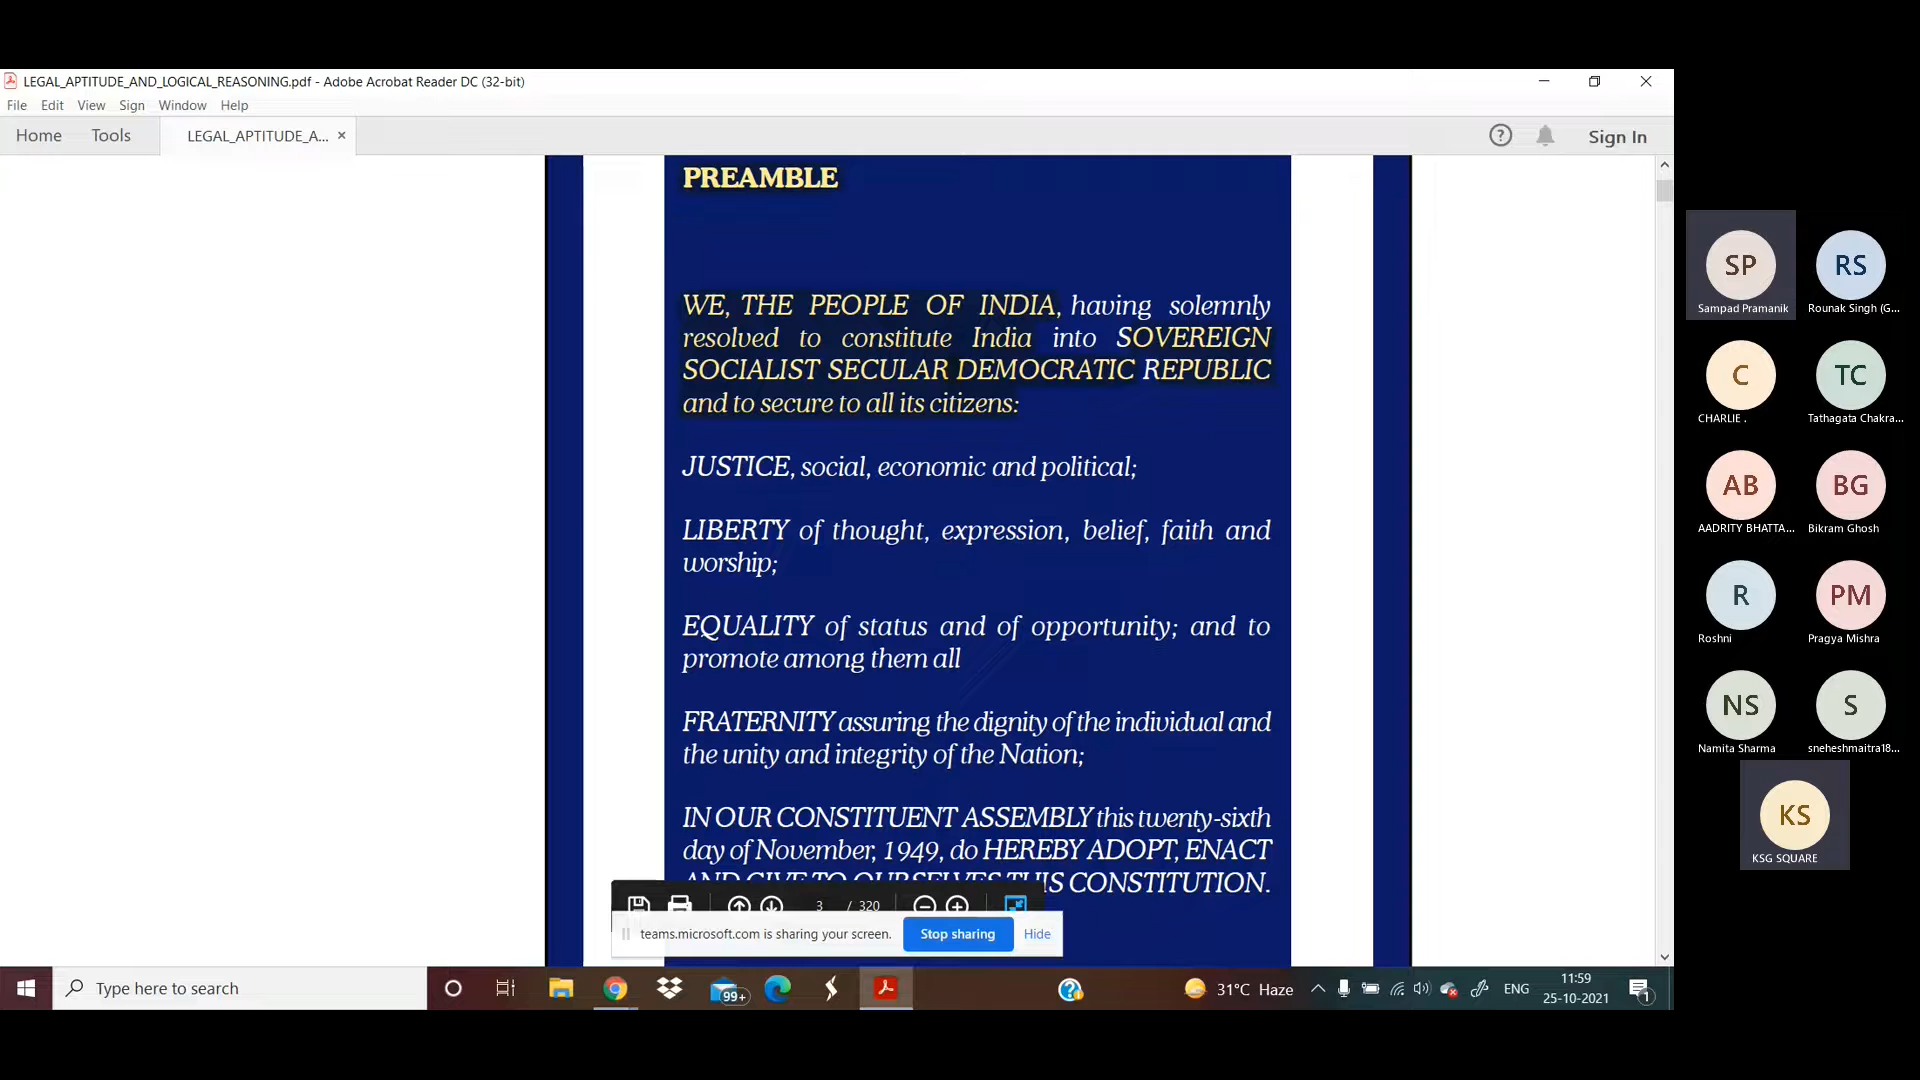 LEGAL_APTITUDE_AND_LOGICAL_REASONING.pdf - Adobe Acrobat Reader DC (32-bit)
File Edit View Sign Window Help
Home Tools LEGAL_APTITUDE_A... × Sign In
PREAMBLE
WE, THE PEOPLE OF INDIA, having solemnly
resolved to constitute India into SOVEREIGN
SOCIALIST SECULAR DEMOCRATIC REPUBLIC
and to secure to all its citizens:
JUSTICE, social, economic and political;
LIBERTY of thought, expression, belief, faith and
worship;
EQUALITY of status and of opportunity; and to
promote among them all
FRATERNITY assuring the dignity of the individual and
the unity and integrity of the Nation;
IN OUR CONSTITUENT ASSEMBLY this twenty-sixth
day of November, 1949, do HEREBY ADOPT, ENACT
AND GIVE TO OURSELVES THIS CONSTITUTION.
3 / 320
teams.microsoft.com is sharing your screen. Stop sharing Hide
Type here to search
99+
31°C Haze
ENG
11:59
25-10-2021
1
SP RS
Sampad Pramanik Rounak Singh (G...
C TC
CHARLIE . Tathagata Chakra...
AB BG
AADRITY BHATTA... Bikram Ghosh
R PM
Roshni Pragya Mishra
NS S
Namita Sharma sneheshmaitra18...
KS
KSG SQUARE